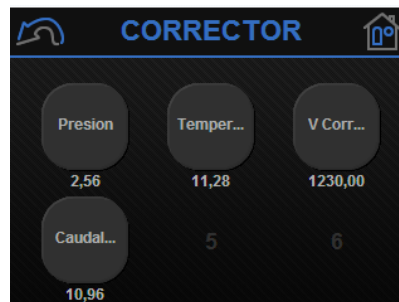 CORRECTOR
Presion
Temper...
V Corr...
2,56
11,28
1230,00
Caudal...
5
6
10,96